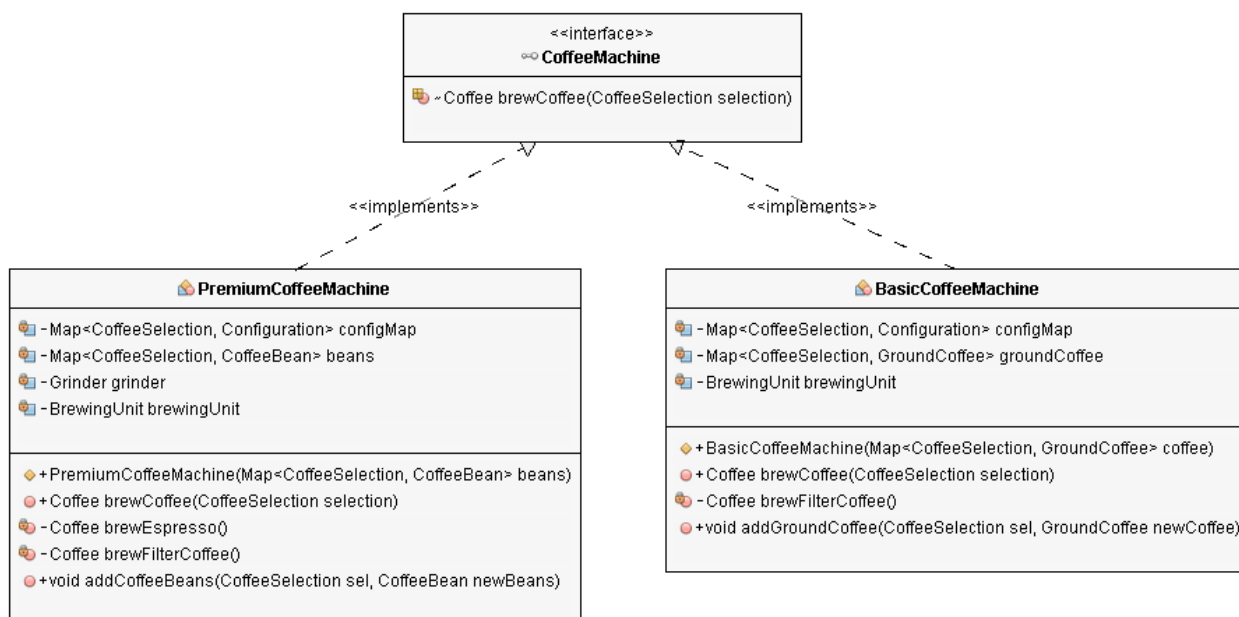 <<interface>>
CoffeeMachine
~Coffee brewCoffee(CoffeeSelection selection)
<<implements>>
<<implements>>
PremiumCoffeeMachine
-Map<CoffeeSelection, Configuration> configMap
-Map<CoffeeSelection, CoffeeBean> beans
-Grinder grinder
-BrewingUnit brewingUnit
+PremiumCoffeeMachine(Map<CoffeeSelection, CoffeeBean> beans)
+Coffee brewCoffee(CoffeeSelection selection)
-Coffee brewEspresso()
-Coffee brewFilterCoffee()
+void addCoffeeBeans(CoffeeSelection sel, CoffeeBean newBeans)
BasicCoffeeMachine
-Map<CoffeeSelection, Configuration> configMap
-Map<CoffeeSelection, GroundCoffee> groundCoffee
-BrewingUnit brewingUnit
+BasicCoffeeMachine(Map<CoffeeSelection, GroundCoffee> coffee)
+Coffee brewCoffee(CoffeeSelection selection)
-Coffee brewFilterCoffee()
+void addGroundCoffee(CoffeeSelection sel, GroundCoffee newCoffee)